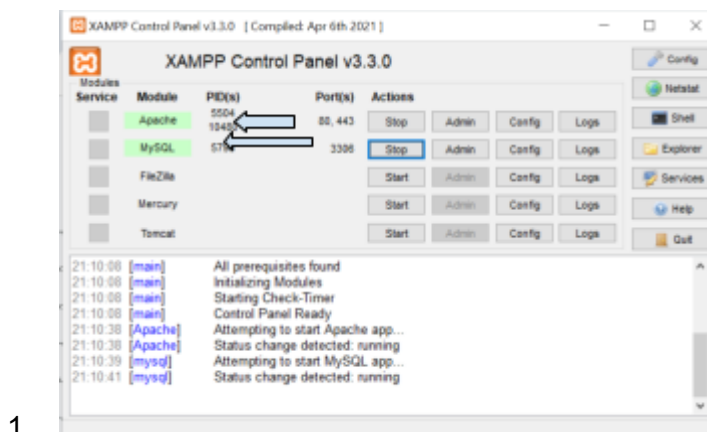 XAMPP Control Panel v3.3.0 [ Compiled: Apr 6th 2021 ]
XAMPP Control Panel v3.3.0
Config
Modules
Service Module PID(s) Port(s) Actions
Netstat
Apache 5504 80, 443 Stop Admin Config Logs
Shell
MySQL 3306 Stop Admin Config Logs
Explorer
FileZilla Start Admin Config Logs
Services
Mercury Start Admin Config Logs
Help
Tomcat Start Admin Config Logs
Quit
21:10:08 [main] All prerequisites found
21:10:08 [main] Initializing Modules
21:10:08 [main] Starting Check-Timer
21:10:08 [main] Control Panel Ready
21:10:38 [Apache] Attempting to start Apache app...
21:10:38 [Apache] Status change detected: running
21:10:39 [mysql] Attempting to start MySQL app...
21:10:41 [mysql] Status change detected: running
1